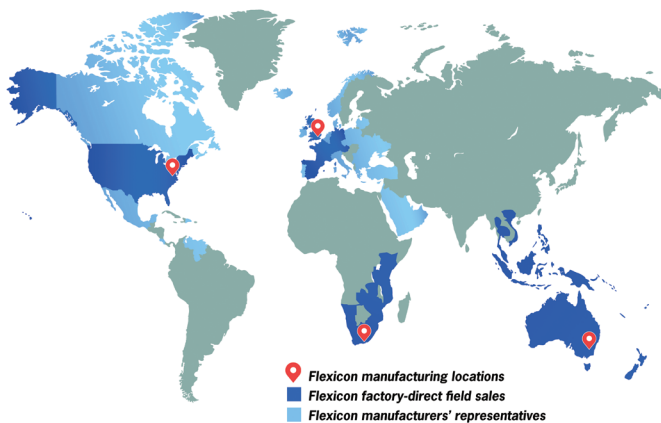 Flexicon manufacturing locations
Flexicon factory-direct field sales
Flexicon manufacturers' representatives